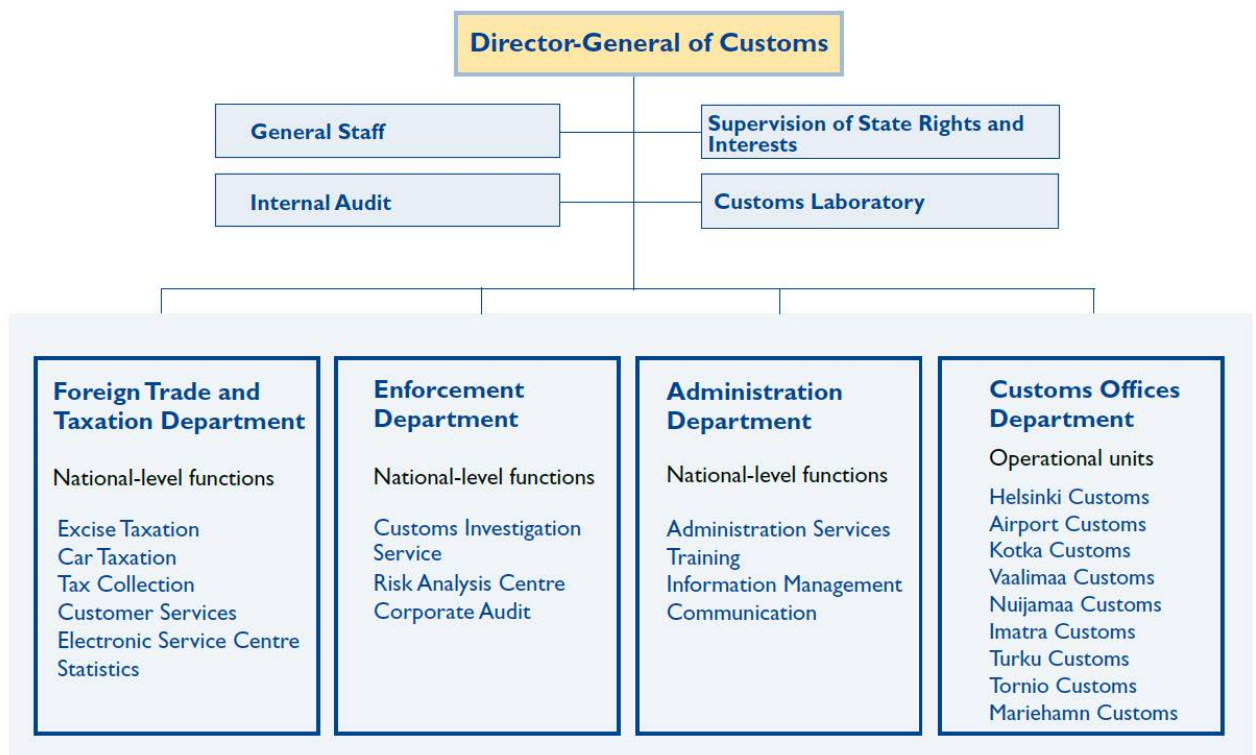 Director-General of Customs
General Staff
Supervision of State Rights and
Interests
Internal Audit
Customs Laboratory
Foreign Trade and
Taxation Department
National-level functions
Excise Taxation
Car Taxation
Tax Collection
Customer Services
Electronic Service Centre
Statistics
Enforcement
Department
National-level functions
Customs Investigation
Service
Risk Analysis Centre
Corporate Audit
Administration
Department
National-level functions
Administration Services
Training
Information Management
Communication
Customs Offices
Department
Operational units
Helsinki Customs
Airport Customs
Kotka Customs
Vaalimaa Customs
Nuijamaa Customs
Imatra Customs
Turku Customs
Tornio Customs
Mariehamn Customs